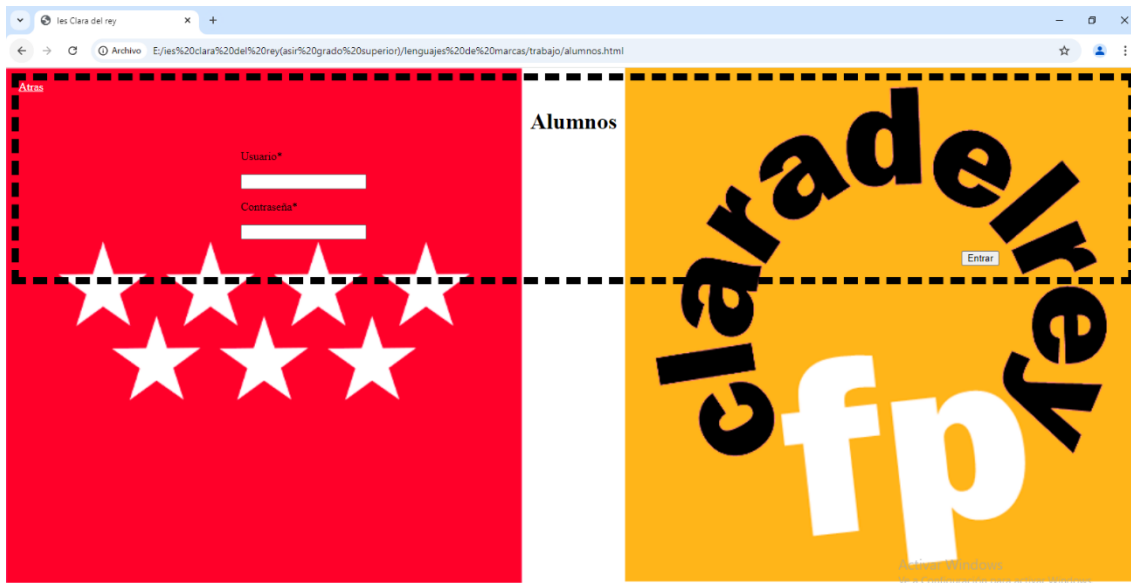 Ies Clara del rey
Archivo E:/ies%20clara%20del%20rey(asir%20grado%20superior)/lenguajes%20de%20marcas/trabajo/alumnos.html
Atras
Alumnos
Usuario*
Contraseña*
Entrar
claradelrey
fp
Activar Windows